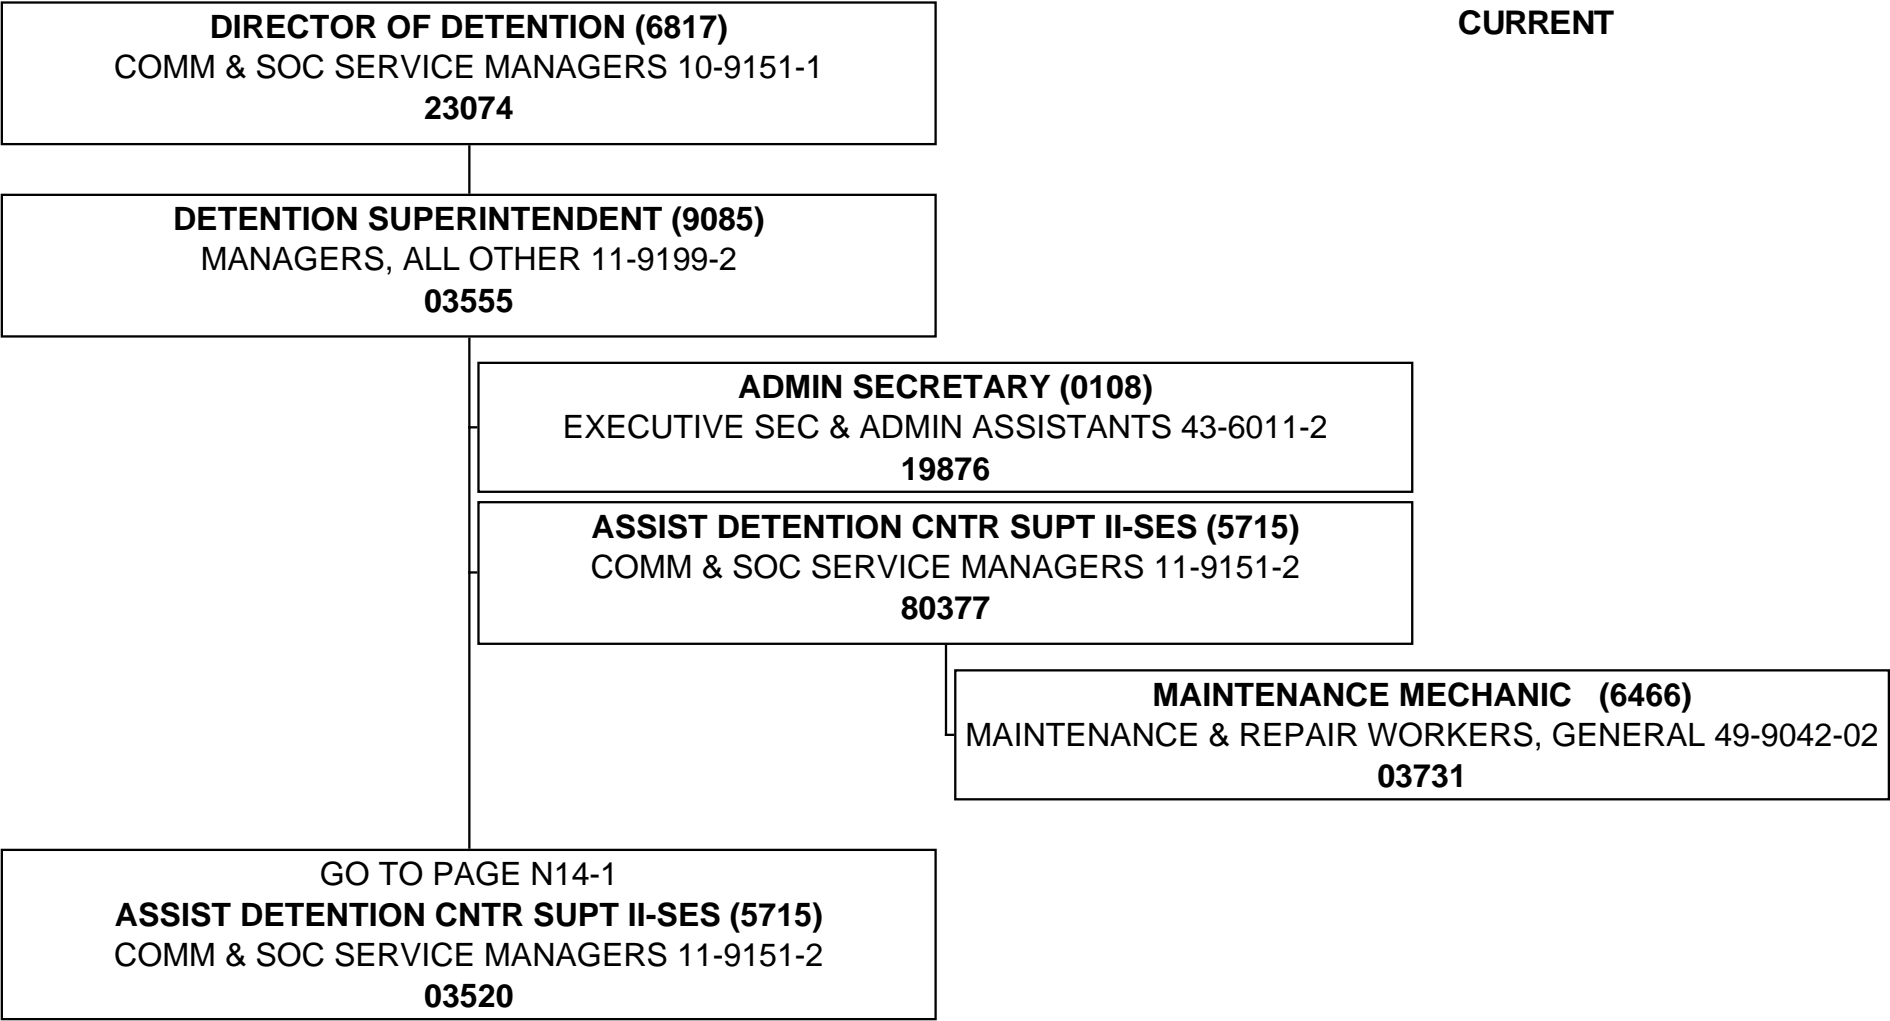 DIRECTOR OF DETENTION (6817)
COMM & SOC SERVICE MANAGERS 10-9151-1
23074
CURRENT
DETENTION SUPERINTENDENT (9085)
MANAGERS, ALL OTHER 11-9199-2
03555
ADMIN SECRETARY (0108)
EXECUTIVE SEC & ADMIN ASSISTANTS 43-6011-2
19876
ASSIST DETENTION CNTR SUPT II-SES (5715)
COMM & SOC SERVICE MANAGERS 11-9151-2
80377
MAINTENANCE MECHANIC (6466)
MAINTENANCE & REPAIR WORKERS, GENERAL 49-9042-02
03731
GO TO PAGE N14-1
ASSIST DETENTION CNTR SUPT II-SES (5715)
COMM & SOC SERVICE MANAGERS 11-9151-2
03520